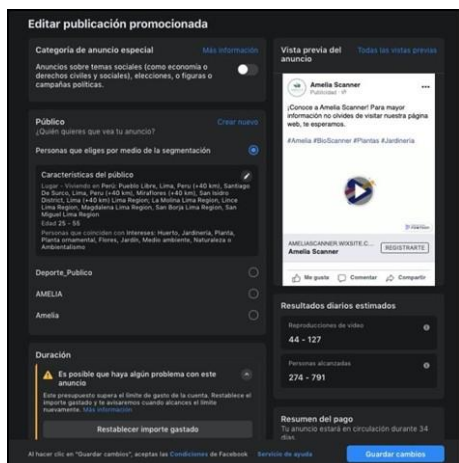 Editar publicación promocionada
Categoría de anuncio especial
Más información
Anuncios sobre temas sociales (como economía o
derechos civiles y sociales), elecciones, o figuras o
campañas políticas.
Público
Crear nuevo
¿Quién quieres que vea tu anuncio?
Personas que eliges por medio de la segmentación
Características del público
Lugar - Viviendo en Perú: Pueblo Libre, Lima, Peru (+40 km), Santiago
De Surco, Lima, Peru (+40 km), Miraflores (+40 km), San Isidro
District, Lima (+40 km) Lima Region; La Molina Lima Region, Lince
Lima Region, Magdalena Lima Region, San Borja Lima Region, San
Miguel Lima Region
Edad 25 - 55
Personas que coinciden con Intereses: Huerto, Jardinería, Planta,
Planta ornamental, Flores, Jardín, Medio ambiente, Naturaleza o
Ambientalismo
Deporte_Publico
AMELIA
Amelia
Duración
Es posible que haya algún problema con este
anuncio
Este presupuesto supera el límite de gasto de la cuenta. Restablece el
importe gastado y te avisaremos cuando alcances el límite
nuevamente. Más información
Restablecer importe gastado
Vista previa del
anuncio
Todas las vistas previas
Amelia Scanner
Publicidad
¡Conoce a Amelia Scanner! Para mayor
información no olvides de visitar nuestra página
web, te esperamos.
#Amelia #BioScanner #Plantas #Jardinería
AMELIASCANNER.WIXSITE.C...
Amelia Scanner
REGISTRARTE
Me gusta
Comentar
Compartir
Resultados diarios estimados
Reproducciones de video
44 - 127
Personas alcanzadas
274 - 791
Resumen del pago
Tu anuncio estará en circulación durante 34
días.
Al hacer clic en "Guardar cambios", aceptas las Condiciones de Facebook
Servicio de ayuda
Guardar cambios